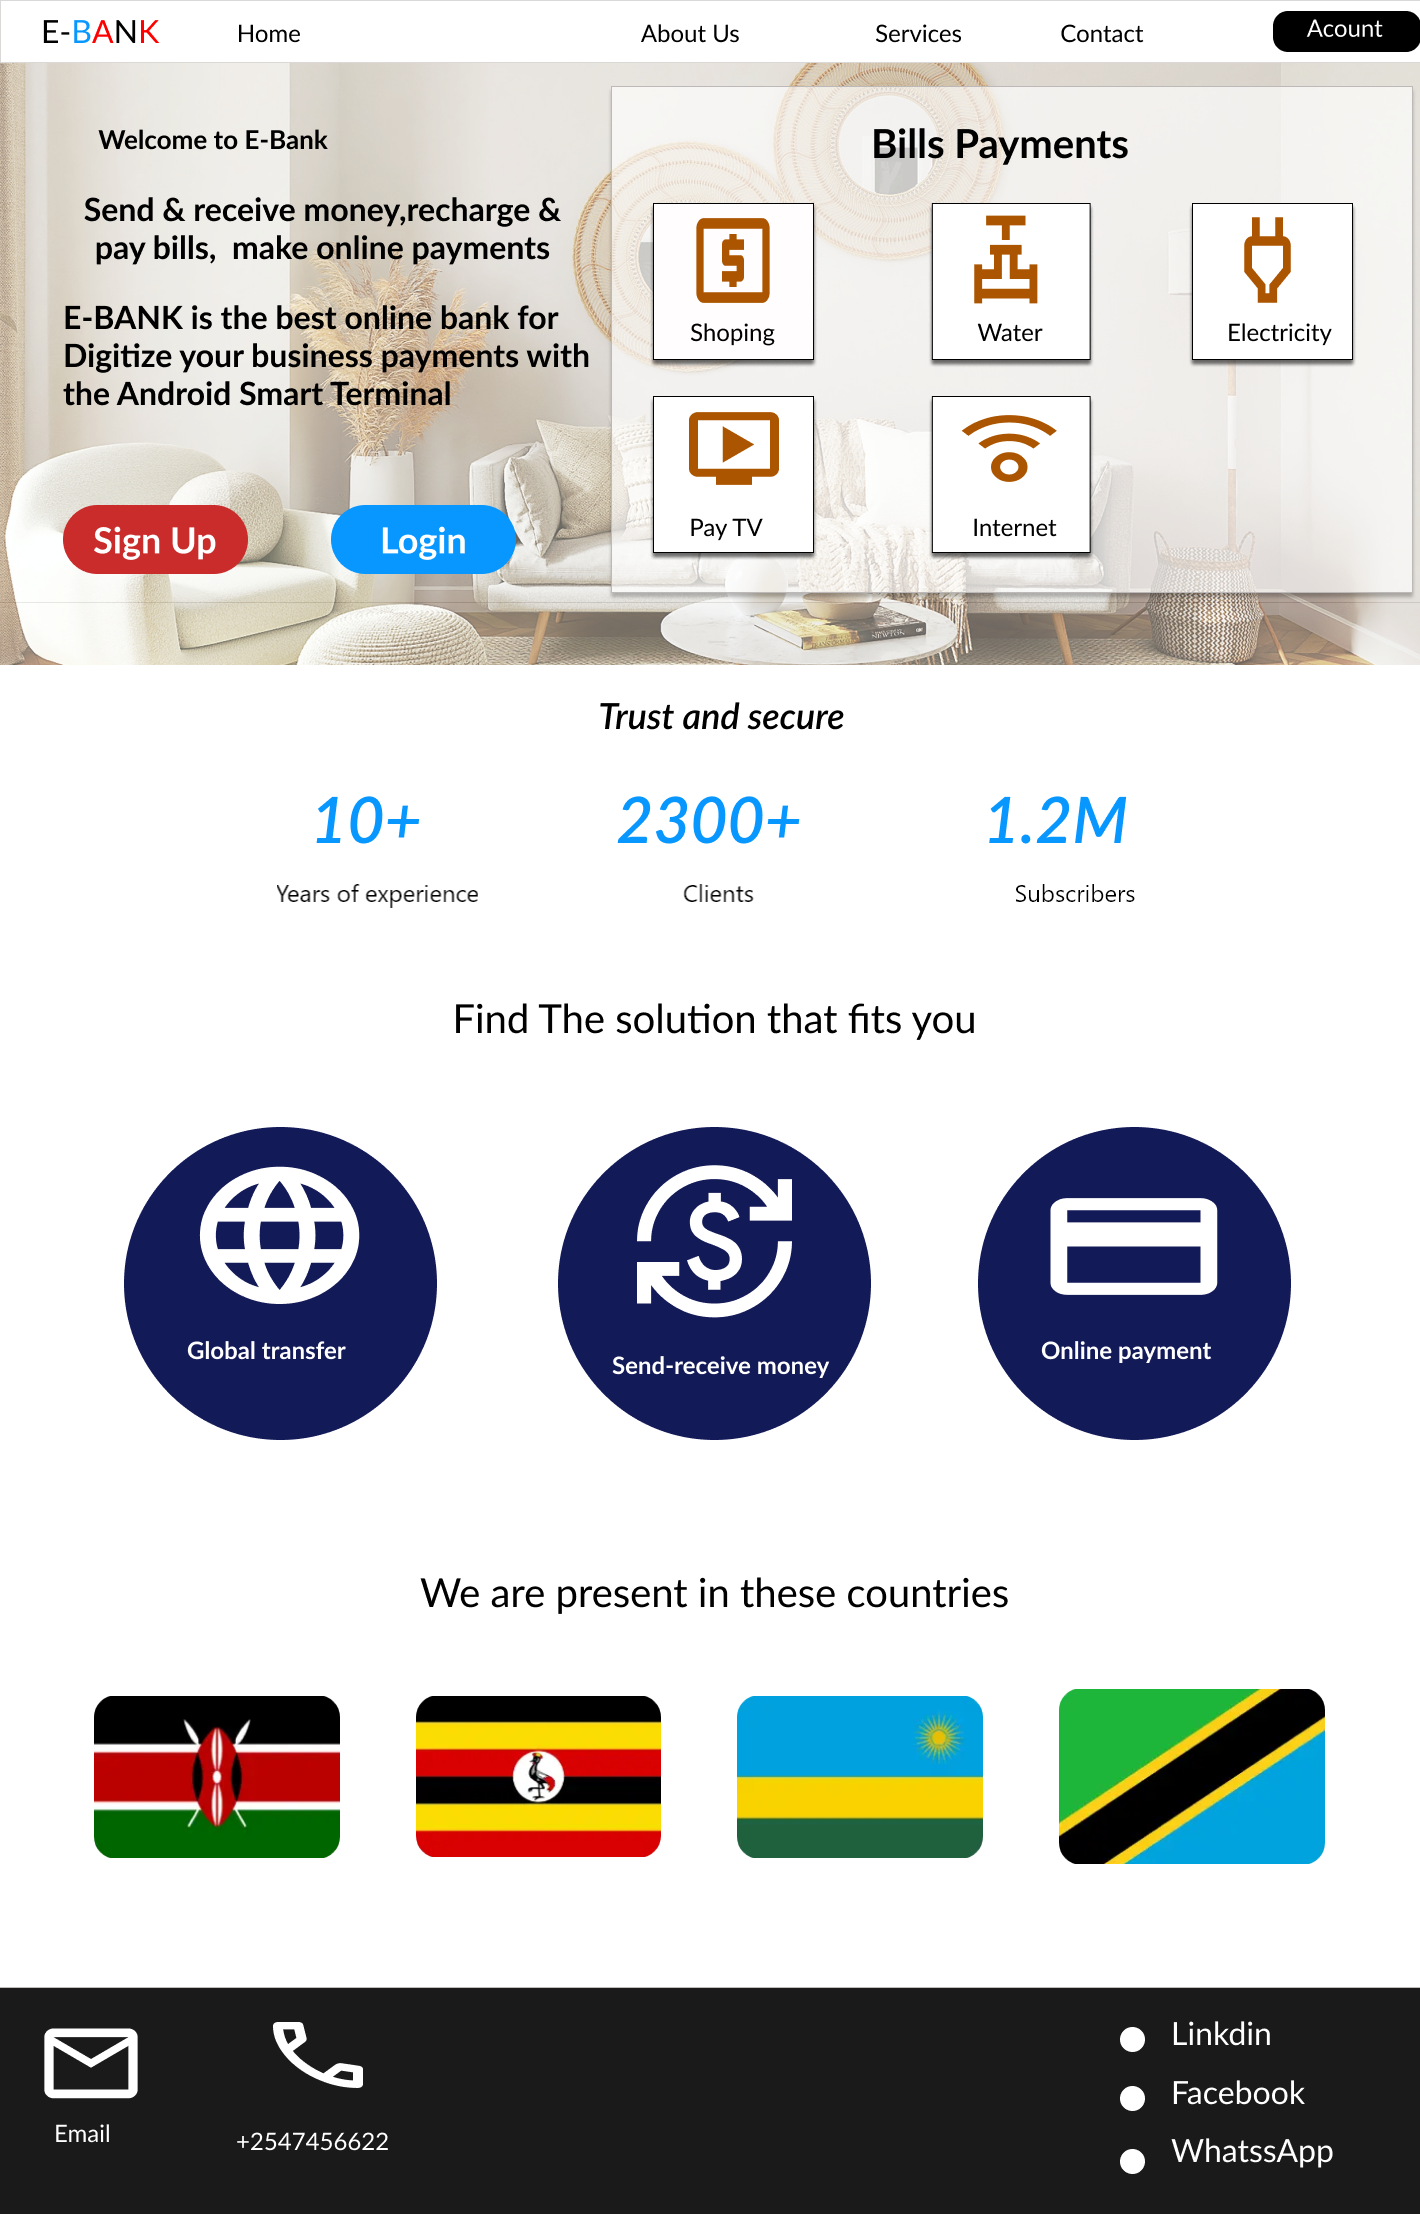 E-BANK
Home
About Us
Services
Contact
Acount
Welcome to E-Bank
Send & receive money,recharge &
pay bills,  make online payments
E-BANK is the best online bank for
Digitize your business payments with
the Android Smart Terminal
Sign Up
Login
Bills Payments
Shoping
Water
Electricity
Pay TV
Internet
Trust and secure
10+
2300+
1.2M
Years of experience
Clients
Subscribers
Find The solution that fits you
Global transfer
Send-receive money
Online payment
We are present in these countries
Email
+2547456622
Linkdin
Facebook
WhatssApp